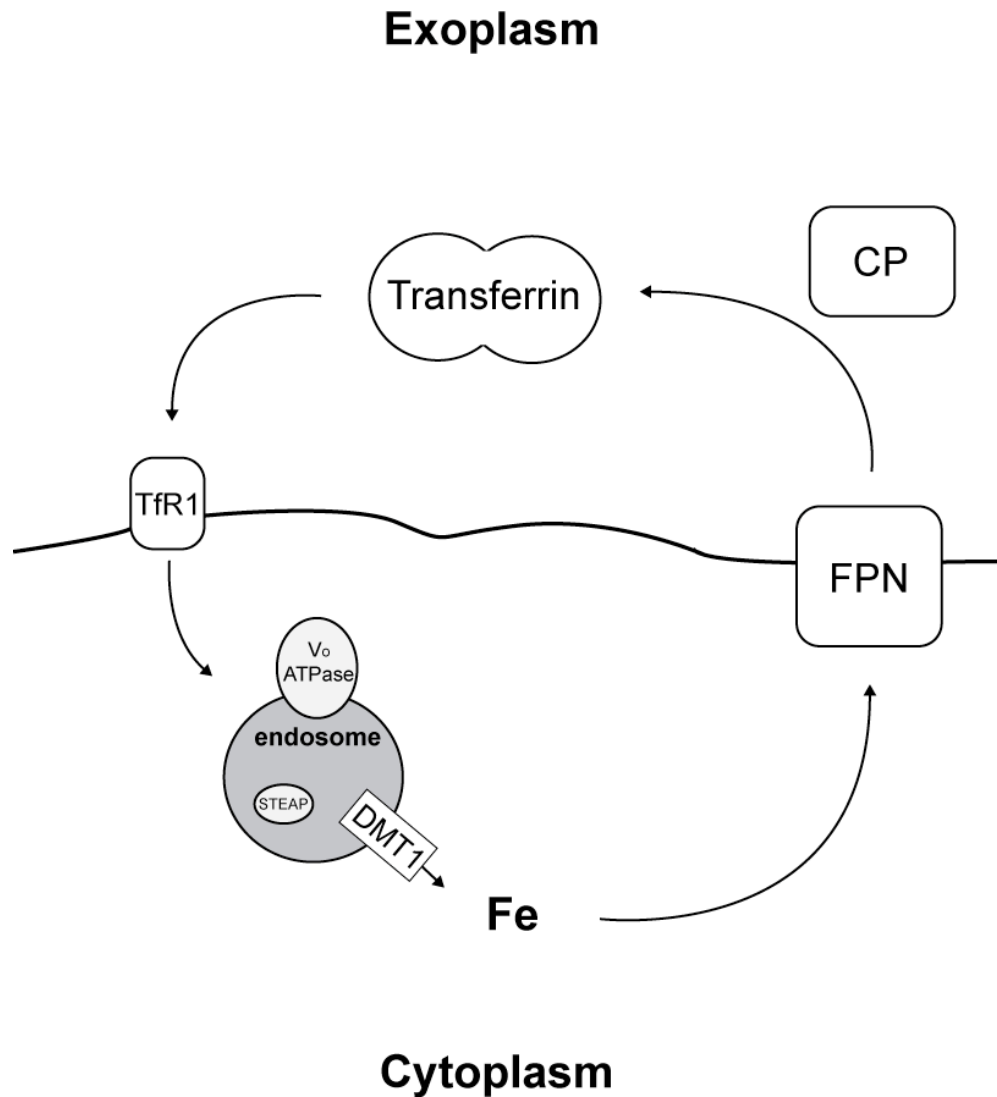 Exoplasm
CP
Transferrin
TfR1
FPN
Vo
ATPase
endosome
STEAP
DMT1
Fe
Cytoplasm